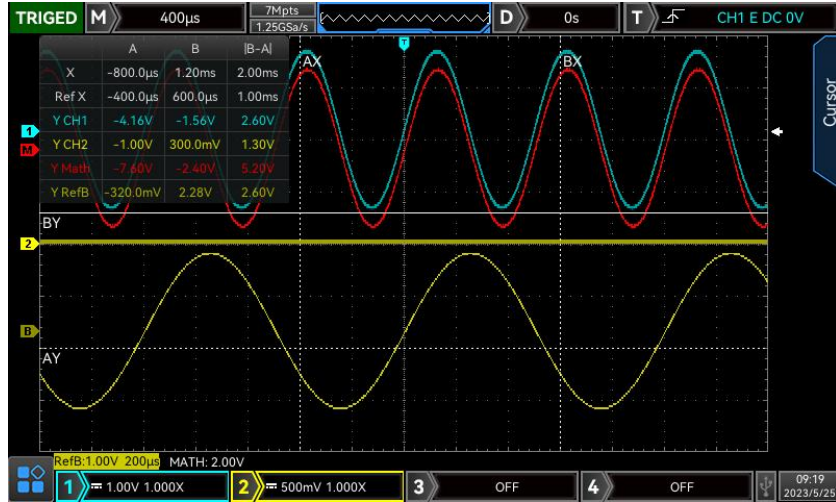 TRIGED M 400μs 7Mpts D 0s T CH1 E DC 0V
1.25GSa/s
T
A B |B-A|
X -800.0μs 1.20ms 2.00ms
Ref X -400.0μs 600.0μs 1.00ms
Y CH1 -4.16V -1.56V 2.60V
Y CH2 -1.00V 300.0mV 1.30V
Y Math -7.60V -2.40V 5.20V
Y RefB -320.0mV 2.28V 2.60V
AX BX
Cursor
1
M
BY
2
B
AY
RefB:1.00V 200μs MATH: 2.00V
1 1.00V 1.000X 2 500mV 1.000X 3 OFF 4 OFF 09:19
2023/5/25